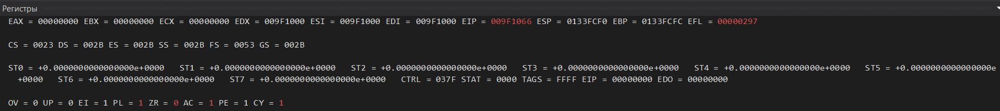 Регистры
EAX = 00000000 EBX = 00000000 ECX = 00000000 EDX = 009F1000 ESI = 009F1000 EDI = 009F1000 EIP = 009F1066 ESP = 0133FCF0 EBP = 0133FCFC EFL = 00000297
CS = 0023 DS = 002B ES = 002B SS = 002B FS = 0053 GS = 002B
ST0 = +0.0000000000000000e+0000 ST1 = +0.0000000000000000e+0000 ST2 = +0.0000000000000000e+0000 ST3 = +0.0000000000000000e+0000 ST4 = +0.0000000000000000e+0000 ST5 = +0.0000000000000000e
+0000 ST6 = +0.0000000000000000e+0000 ST7 = +0.0000000000000000e+0000 CTRL = 037F STAT = 0000 TAGS = FFFF EIP = 00000000 EDO = 00000000
OV = 0 UP = 0 EI = 1 PL = 1 ZR = 0 AC = 1 PE = 1 CY = 1